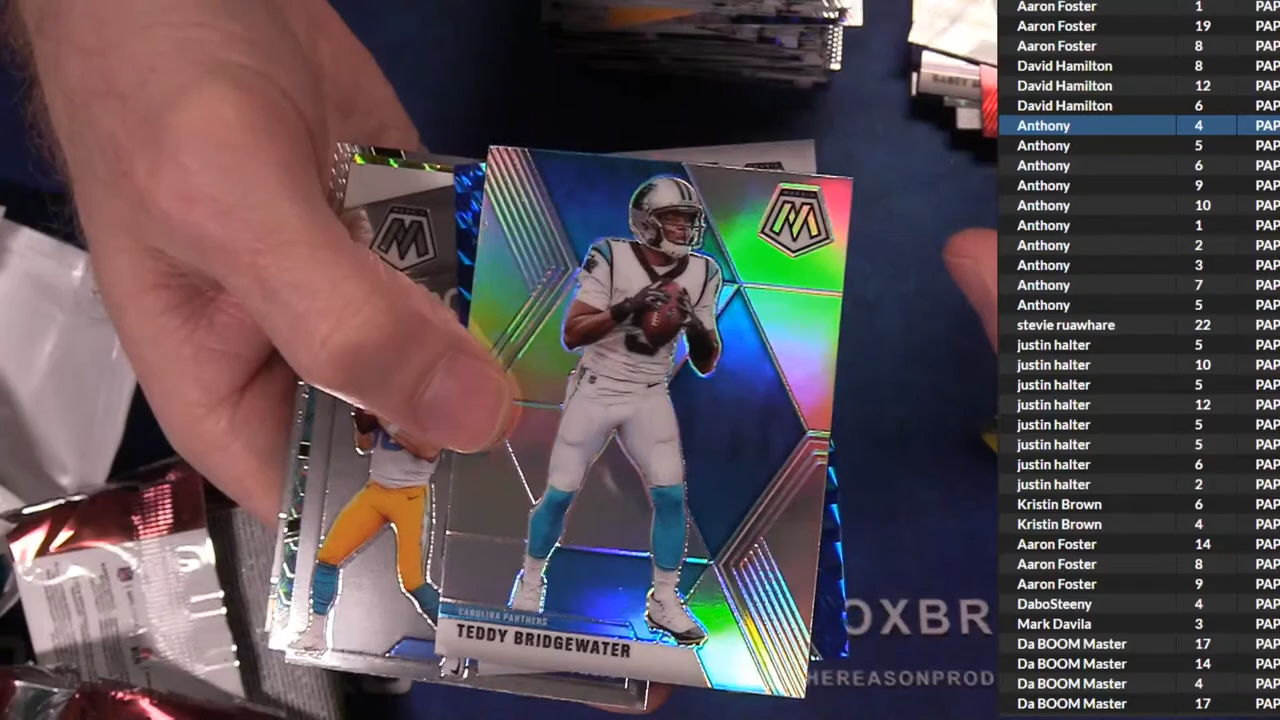 MOSAIC
CAROLINA PANTHERS
TEDDY BRIDGEWATER
OXBR
HEREASONPROD
Aaron Foster 1 PAP
Aaron Foster 19 PAP
Aaron Foster 8 PAP
David Hamilton 8 PAP
David Hamilton 12 PAP
David Hamilton 6 PAP
Anthony 4 PAP
Anthony 5 PAP
Anthony 6 PAP
Anthony 9 PAP
Anthony 10 PAP
Anthony 1 PAP
Anthony 2 PAP
Anthony 3 PAP
Anthony 7 PAP
Anthony 5 PAP
stevie ruawhare 22 PAP
justin halter 5 PAP
justin halter 10 PAP
justin halter 5 PAP
justin halter 12 PAP
justin halter 5 PAP
justin halter 5 PAP
justin halter 6 PAP
justin halter 2 PAP
Kristin Brown 6 PAP
Kristin Brown 4 PAP
Aaron Foster 14 PAP
Aaron Foster 8 PAP
Aaron Foster 9 PAP
DaboSteeny 4 PAP
Mark Davila 3 PAP
Da BOOM Master 17 PAP
Da BOOM Master 14 PAP
Da BOOM Master 4 PAP
Da BOOM Master 17 PAP